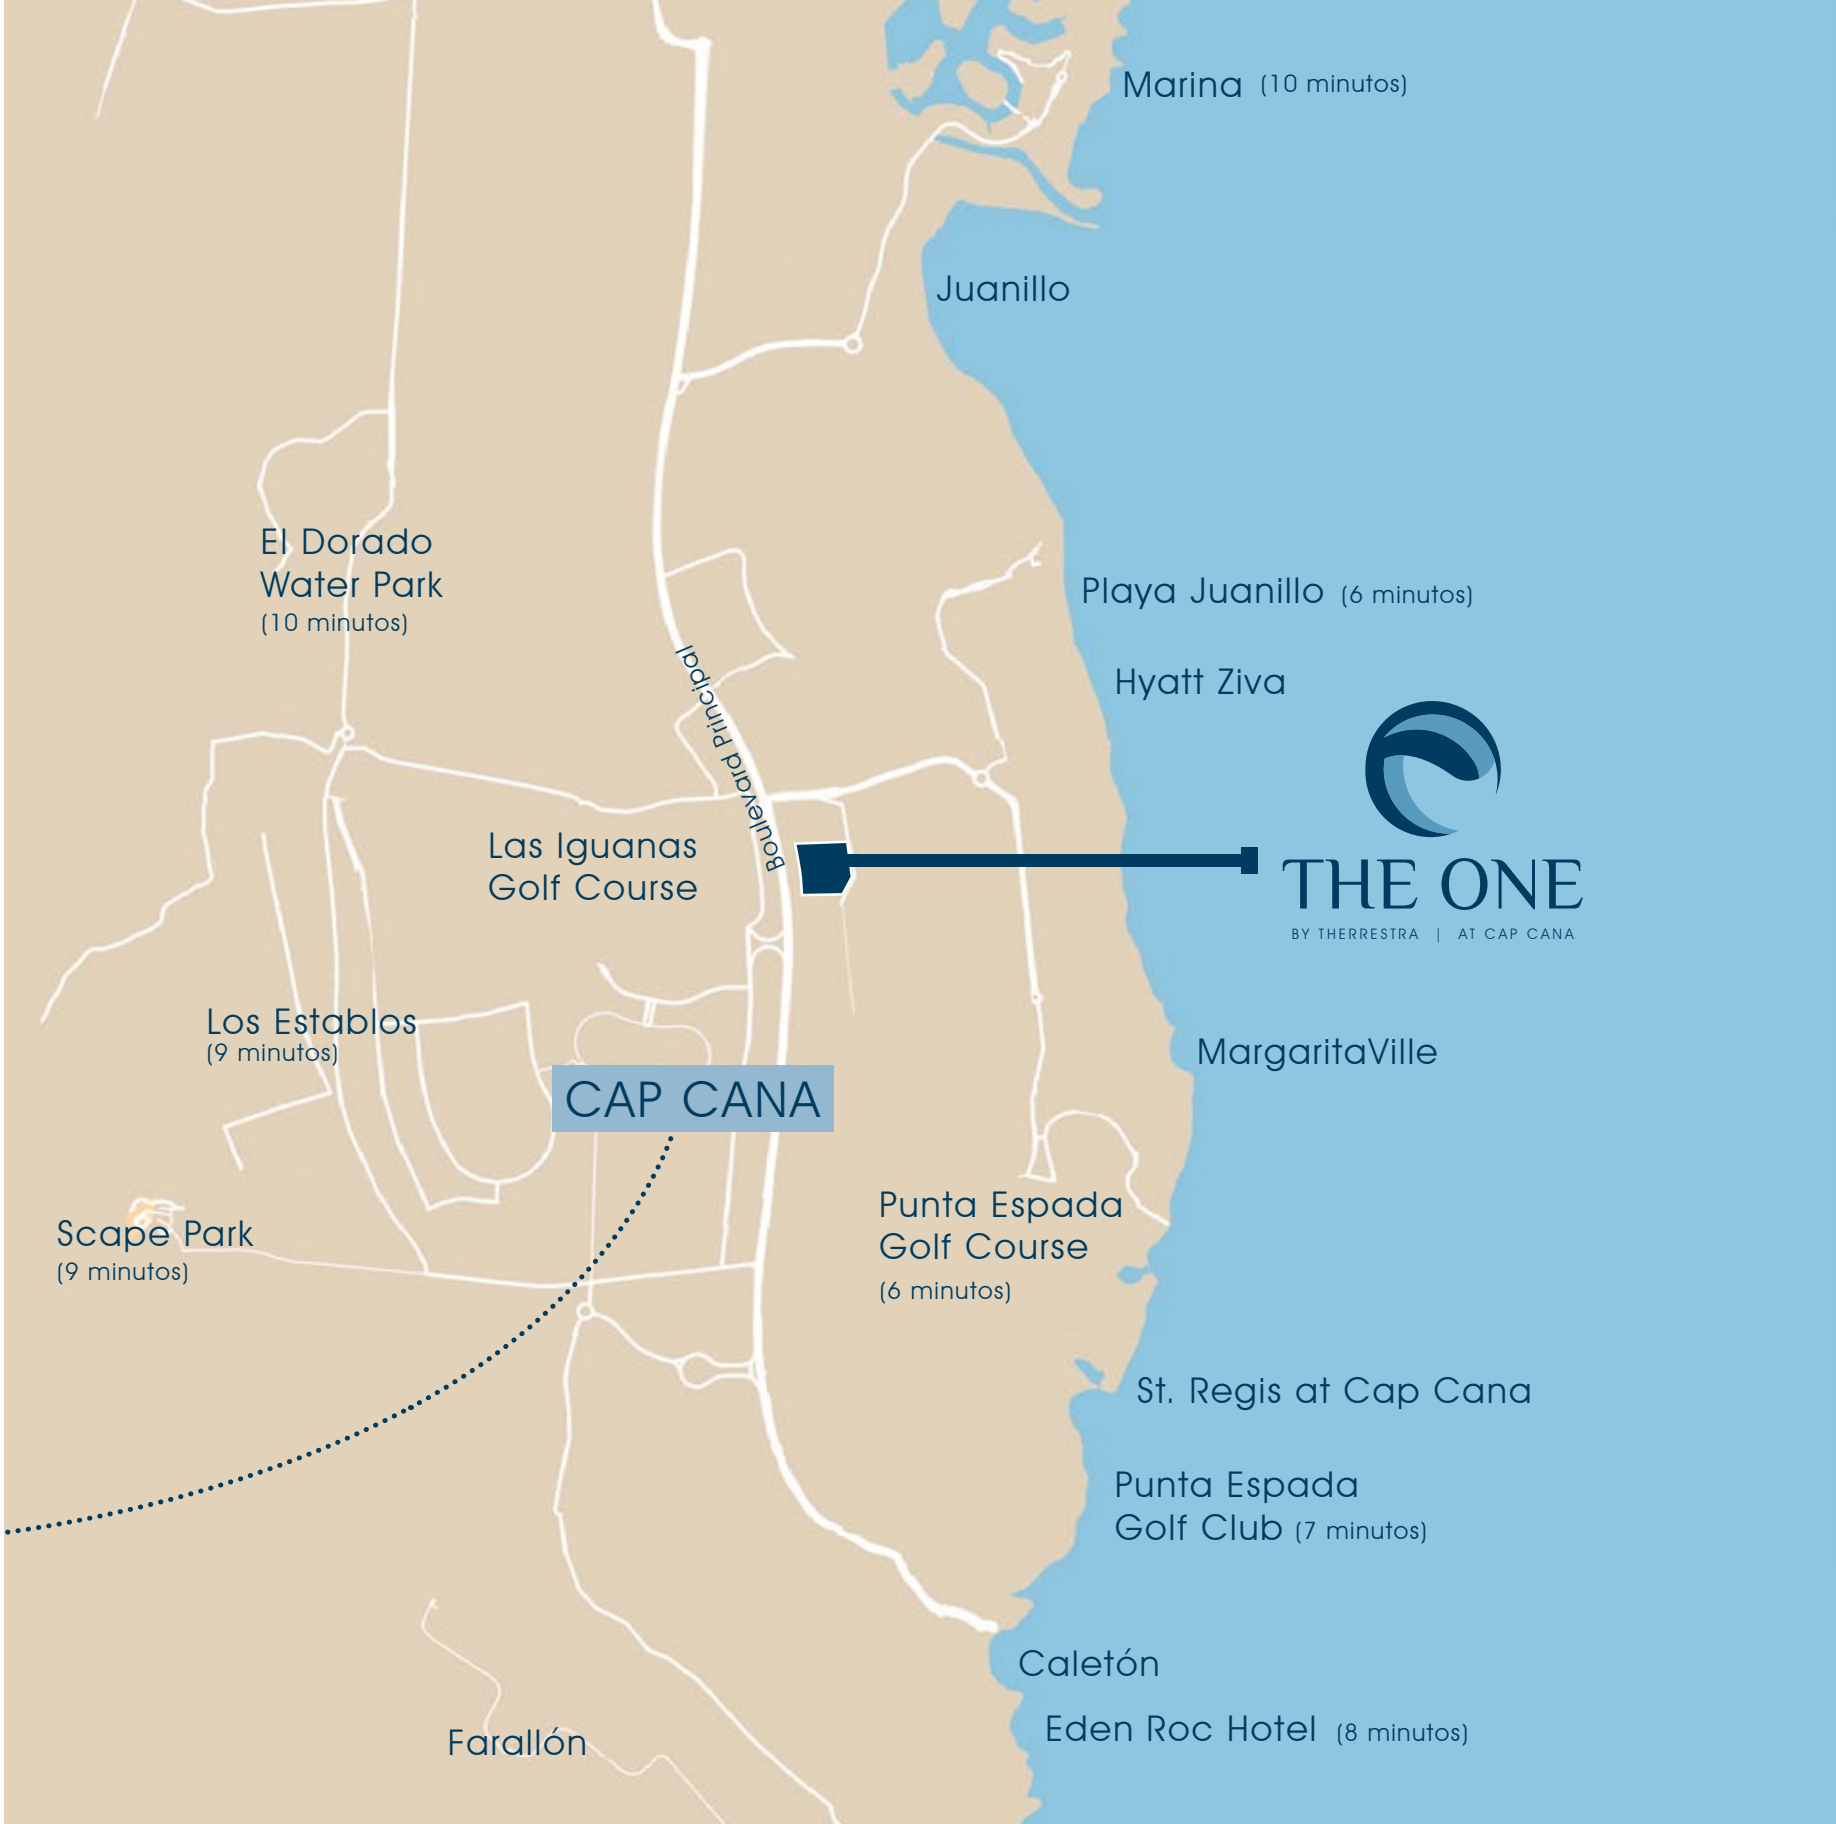 Marina (10 minutos)
Juanillo
El Dorado
Water Park
(10 minutos)
Playa Juanillo (6 minutos)
Hyatt Ziva
Boulevard Principal
Las Iguanas
Golf Course
THE ONE
BY THERRESTRA | AT CAP CANA
Los Establos
(9 minutos)
MargaritaVille
CAP CANA
Scape Park
(9 minutos)
Punta Espada
Golf Course
(6 minutos)
St. Regis at Cap Cana
Punta Espada
Golf Club (7 minutos)
Caletón
Eden Roc Hotel (8 minutos)
Farallón